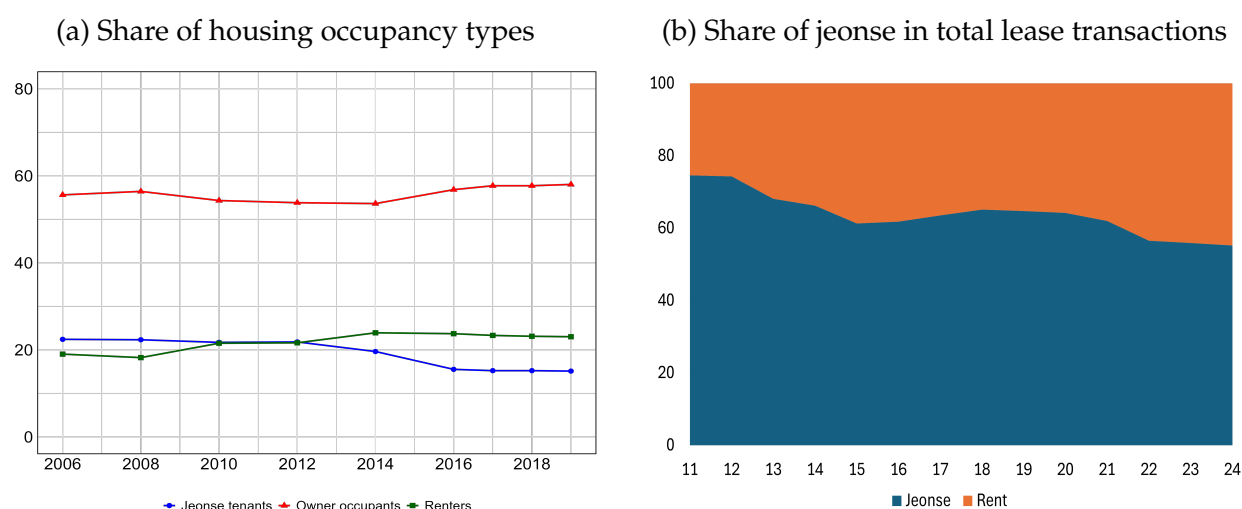 (a) Share of housing occupancy types
80
60
40
20
0
2006 2008 2010 2012 2014 2016 2018
Jeonse tenants Owner occupants Renters
(b) Share of jeonse in total lease transactions
100
80
60
40
20
0
11 12 13 14 15 16 17 18 19 20 21 22 23 24
Jeonse Rent